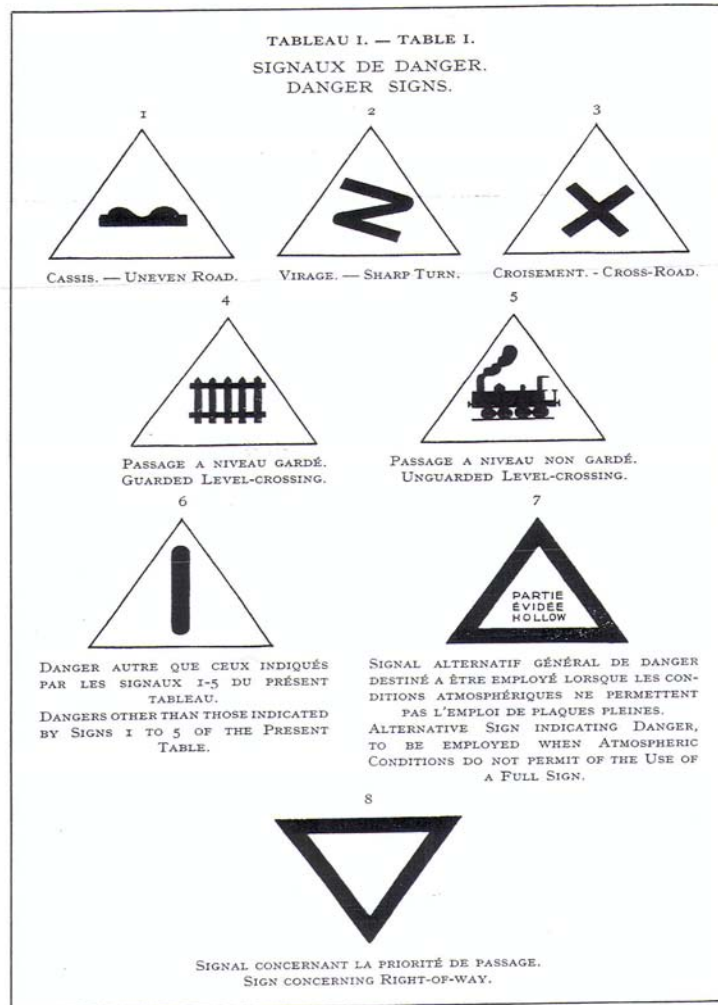 TABLEAU I. — TABLE I.
SIGNAUX DE DANGER.
DANGER SIGNS.
1
2
3
CASSIS. — UNEVEN ROAD.
VIRAGE. — SHARP TURN.
CROISEMENT. - CROSS-ROAD.
4
5
PASSAGE A NIVEAU GARDÉ.
GUARDED LEVEL-CROSSING.
PASSAGE A NIVEAU NON GARDÉ.
UNGUARDED LEVEL-CROSSING.
6
7
PARTIE
ÉVIDÉE
HOLLOW
DANGER AUTRE QUE CEUX INDIQUÉS
PAR LES SIGNAUX 1-5 DU PRÉSENT
TABLEAU.
DANGERS OTHER THAN THOSE INDICATED
BY SIGNS 1 TO 5 OF THE PRESENT
TABLE.
SIGNAL ALTERNATIF GÉNÉRAL DE DANGER
DESTINÉ A ÊTRE EMPLOYÉ LORSQUE LES CON-
DITIONS ATMOSPHÉRIQUES NE PERMETTENT
PAS L'EMPLOI DE PLAQUES PLEINES.
ALTERNATIVE SIGN INDICATING DANGER,
TO BE EMPLOYED WHEN ATMOSPHERIC
CONDITIONS DO NOT PERMIT OF THE USE OF
A FULL SIGN.
8
SIGNAL CONCERNANT LA PRIORITÉ DE PASSAGE.
SIGN CONCERNING RIGHT-OF-WAY.